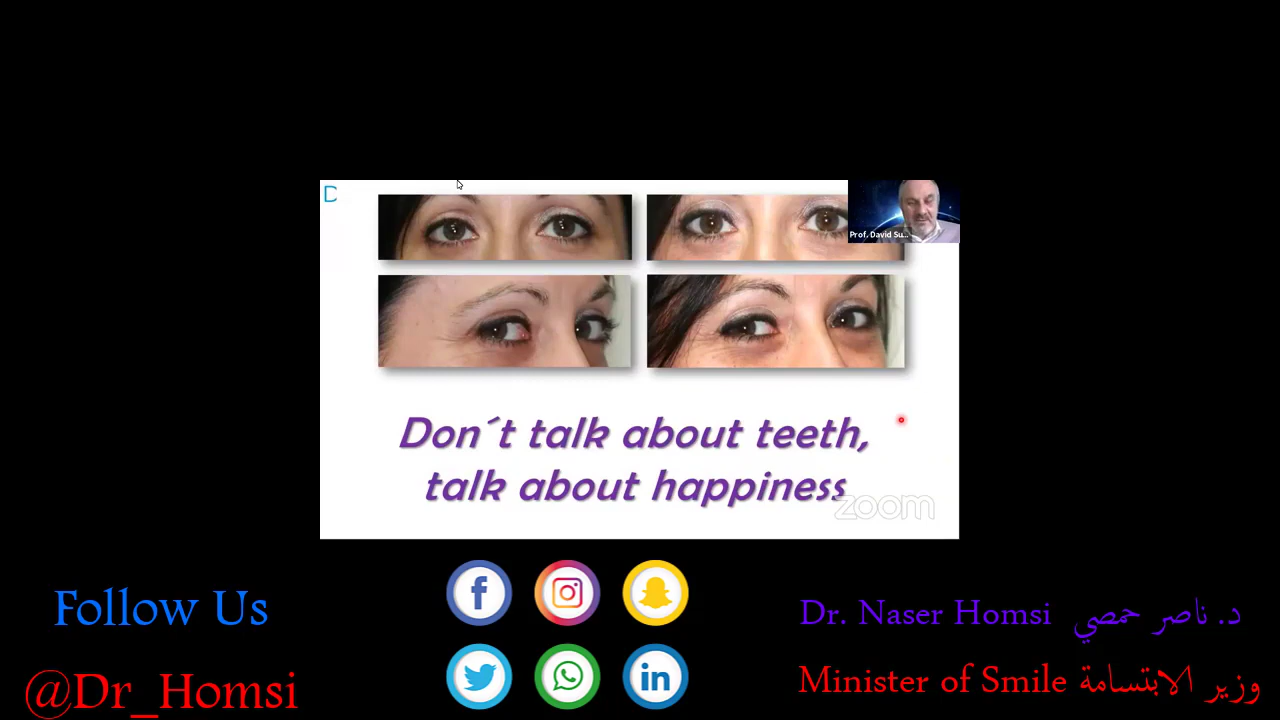 D
Prof. David Su...
Don´t talk about teeth,
talk about happiness
zoom
Follow Us
@Dr_Homsi
Dr. Naser Homsi د. ناصر حمصي
Minister of Smile وزير الابتسامة